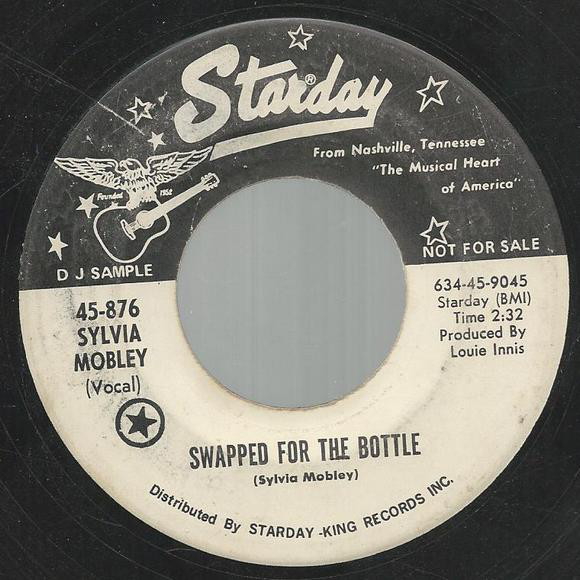 Starday®
From Nashville, Tennessee
"The Musical Heart
of America"
Founded 1952
D J SAMPLE
NOT FOR SALE
45-876
SYLVIA
MOBLEY
(Vocal)
634-45-9045
Starday (BMI)
Time 2:32
Produced By
Louie Innis
SWAPPED FOR THE BOTTLE
(Sylvia Mobley)
Distributed By STARDAY-KING RECORDS INC.